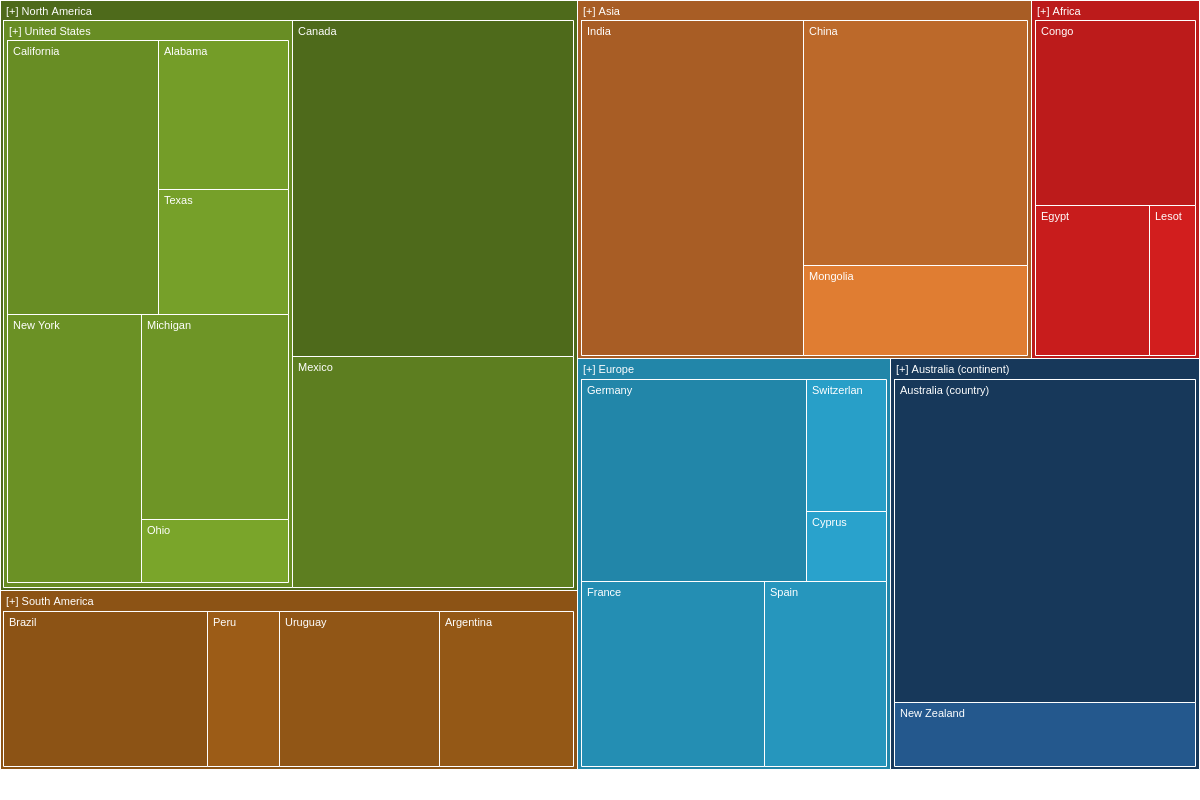 [+] North America
[+] United States
California
Alabama
Texas
New York
Michigan
Ohio
Canada
Mexico
[+] South America
Brazil
Peru
Uruguay
Argentina
[+] Asia
India
China
Mongolia
[+] Africa
Congo
Egypt
Lesot
[+] Europe
Germany
Switzerlan
Cyprus
France
Spain
[+] Australia (continent)
Australia (country)
New Zealand